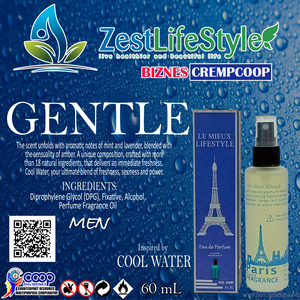 ZestLifeStyle
live healthier and beautiful life
BIZNES CREMPCOOP
GENTLE
The scent unfolds with aromatic notes of mint and lavender, blended with
the sensuality of amber. A unique composition, crafted with more
than 18 natural ingredients, that delivers an immediate freshness.
Cool Water, your ultimate blend of freshness, sexiness and power.
INGREDIENTS:
Diprophylene Glycol (DPG), Fixative, Alcohol,
Perfume Fragrance Oil
MEN
Inspired by
COOL WATER
60 mL
COOP
LE MIEUX
LIFESTYLE
Eau de Parfum
Paris
FRAGRANCE